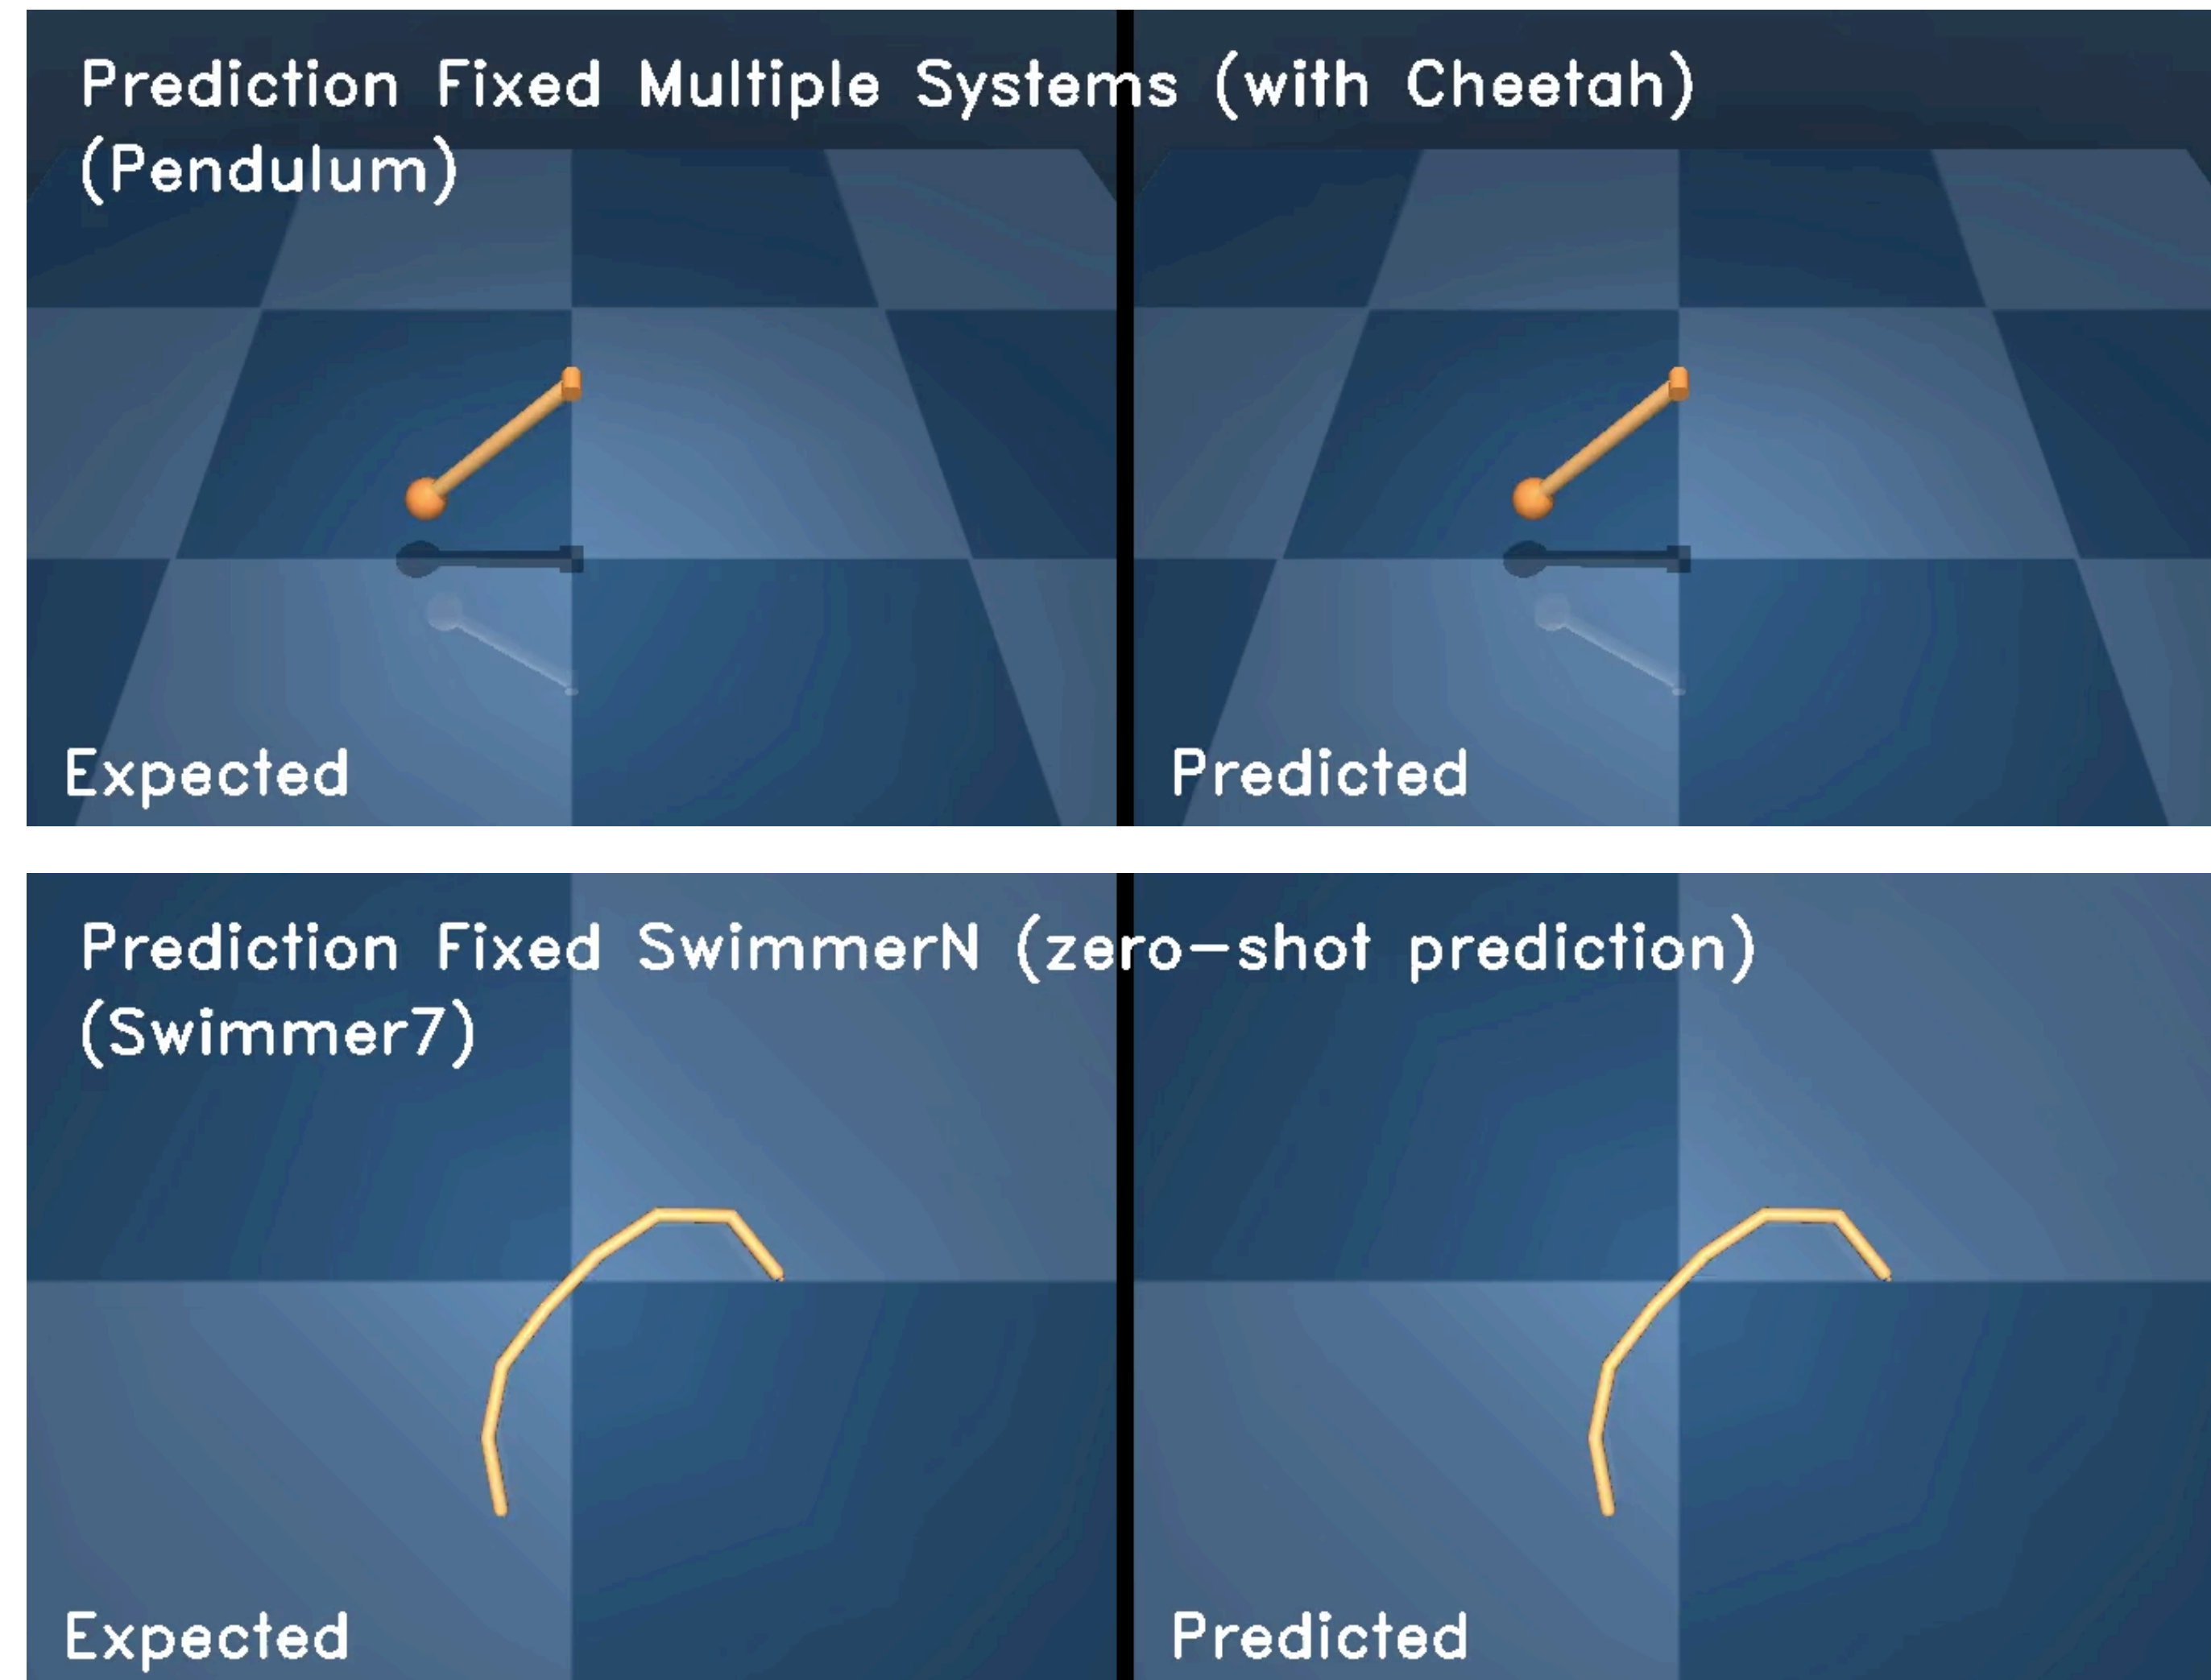 Prediction Fixed Multiple Systems (with Cheetah)
(Pendulum)
Expected
Predicted
Prediction Fixed SwimmerN (zero-shot prediction)
(Swimmer7)
Expected
Predicted